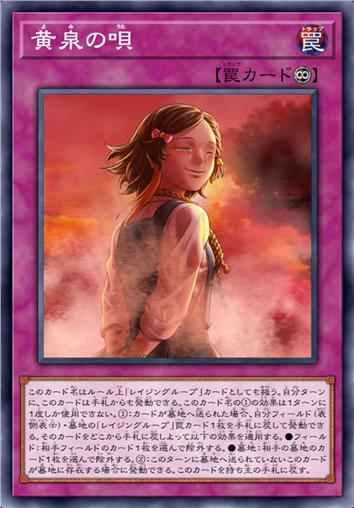 黄泉の唄
よみ うた
罠
トラップ
【罠カード】
トラップ
このカード名はルール上「レイジングループ」カードとしても扱う。自分ターン
に、このカードは手札からも発動できる。このカード名の①の効果は1ターンに
1度しか使用できない。①:カードが墓地へ送られた場合、自分フィールド(表
側表示)・墓地の「レイジングループ」罠カード1枚を手札に戻して発動でき
る。そのカードをどこから手札に戻しよって以下の効果を適用する。●フィー
ルド:相手フィールドのカード1枚を選んで除外する。●墓地:相手の墓地のカー
ド1枚を選んで除外する。②:このターンに墓地へ送られていないこのカード
が墓地に存在する場合に発動できる。このカードを持ち主の手札に戻す。